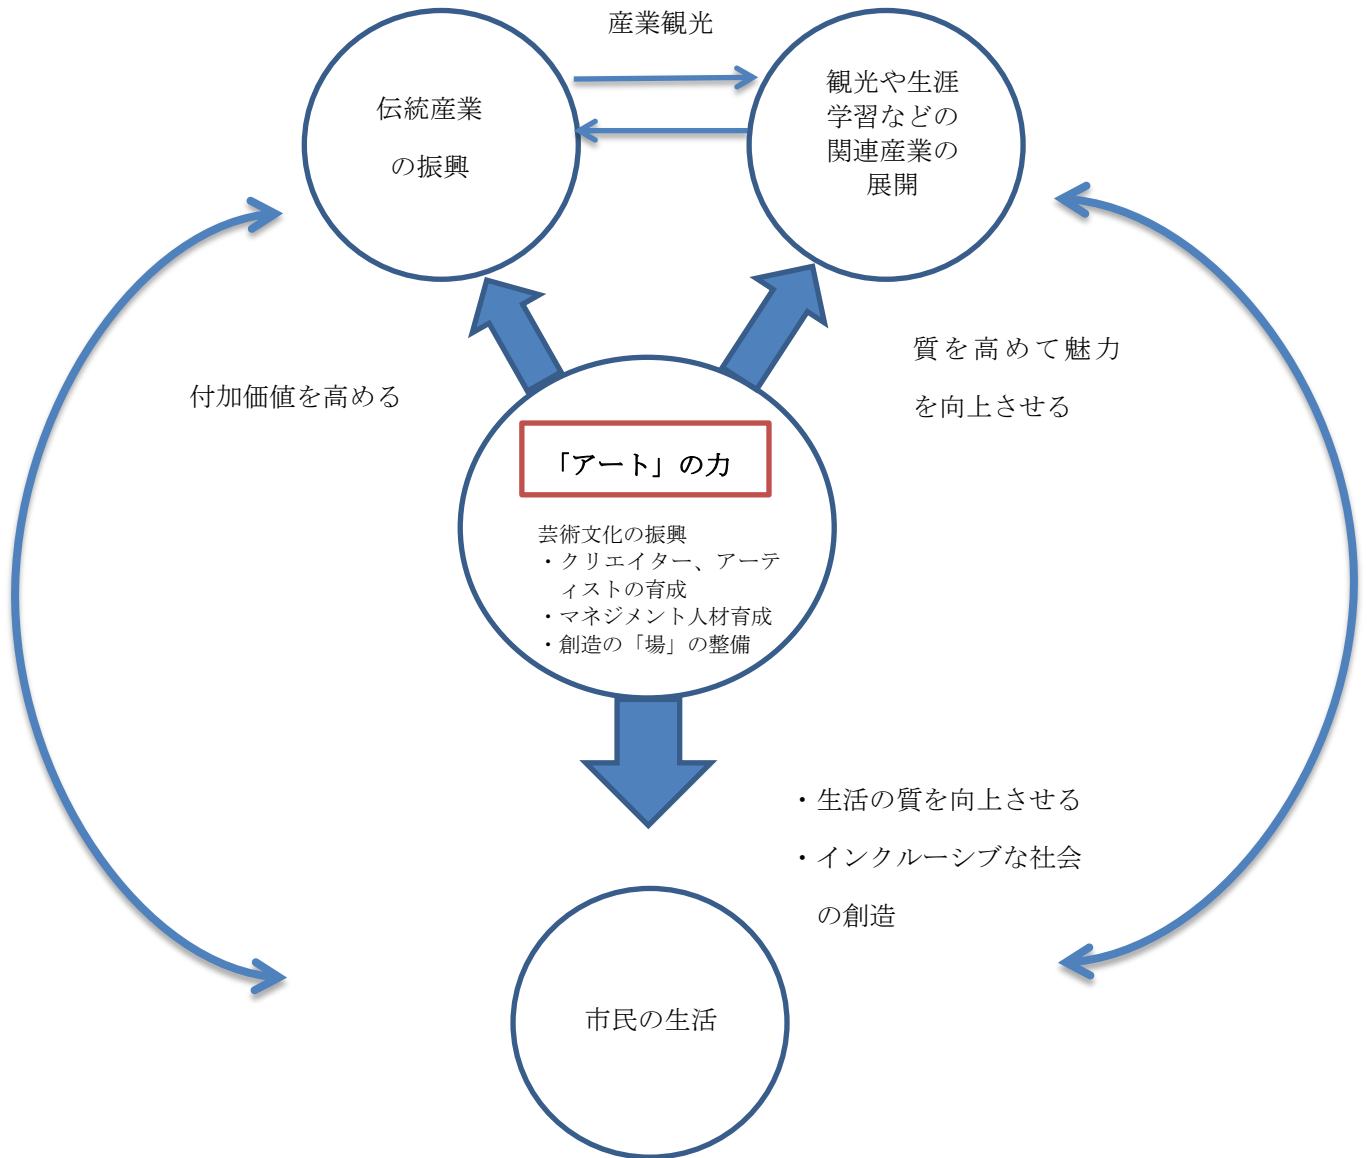 産業観光
伝統産業
の振興
観光や生涯
学習などの
関連産業の
展開
付加価値を高める
質を高めて魅力
を向上させる
「アート」の力
芸術文化の振興
・クリエイター、アーテ
ィストの育成
・マネジメント人材育成
・創造の「場」の整備
・生活の質を向上させる
・インクルーシブな社会
の創造
市民の生活